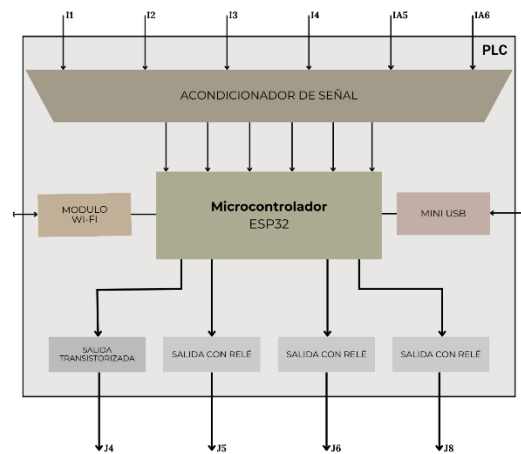 I1 I2 I3 I4 IA5 IA6
PLC
ACONDICIONADOR DE SEÑAL
Microcontrolador
ESP32
MODULO
WI-FI
MINI USB
SALIDA
TRANSISTORIZADA
SALIDA CON RELÉ
SALIDA CON RELÉ
SALIDA CON RELÉ
J4 J5 J6 J8